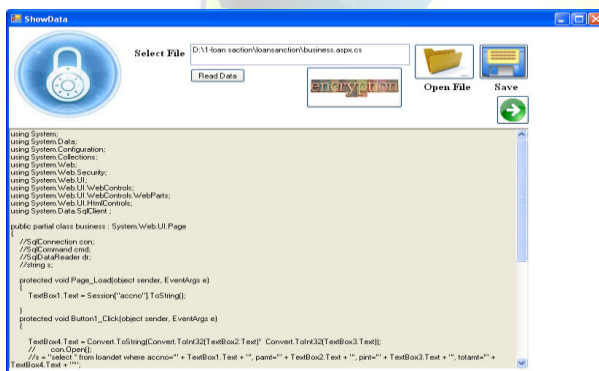 ShowData
Select File
D:\1-loan saction\loansanction\business.aspx.cs
Read Data
encryption
Open File
Save
using System;
using System.Data;
using System.Configuration;
using System.Collections;
using System.Web;
using System.Web.Security;
using System.Web.UI;
using System.Web.UI.WebControls;
using System.Web.UI.WebControls.WebParts;
using System.Web.UI.HtmlControls;
using System.Data.SqlClient ;
public partial class business : System.Web.UI.Page
{
//SqlConnection con;
//SqlCommand cmd;
//SqlDataReader dr;
//string s;
protected void Page_Load(object sender, EventArgs e)
{
TextBox1.Text = Session["accno"].ToString();
}
protected void Button1_Click(object sender, EventArgs e)
{
TextBox4.Text = Convert.ToString(Convert.ToInt32(TextBox2.Text)* Convert.ToInt32(TextBox3.Text));
// con.Open();
//s = "select * from loandet where accno='" + TextBox1.Text + "', pamt='" + TextBox2.Text + "', pint='" + TextBox3.Text + "', totamt='" +
TextBox4.Text + "'";